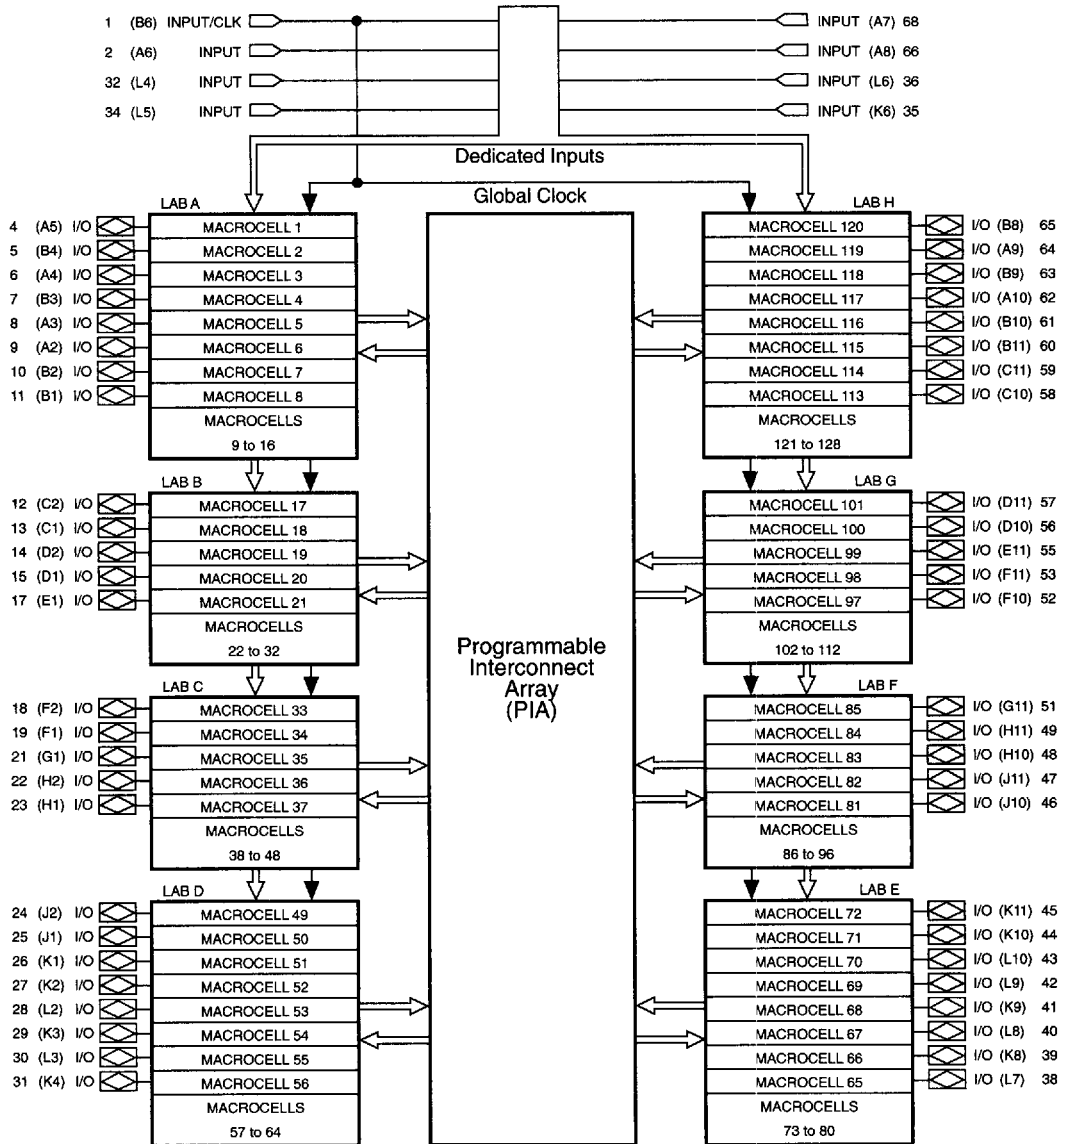 1 (B6) INPUT/CLK
INPUT (A7) 68
2 (A6) INPUT
INPUT (A8) 66
32 (L4) INPUT
INPUT (L6) 36
34 (L5) INPUT
INPUT (K6) 35
Dedicated Inputs
Global Clock
LAB A
4 (A5) I/O MACROCELL 1
5 (B4) I/O MACROCELL 2
6 (A4) I/O MACROCELL 3
7 (B3) I/O MACROCELL 4
8 (A3) I/O MACROCELL 5
9 (A2) I/O MACROCELL 6
10 (B2) I/O MACROCELL 7
11 (B1) I/O MACROCELL 8
MACROCELLS
9 to 16
LAB B
12 (C2) I/O MACROCELL 17
13 (C1) I/O MACROCELL 18
14 (D2) I/O MACROCELL 19
15 (D1) I/O MACROCELL 20
17 (E1) I/O MACROCELL 21
MACROCELLS
22 to 32
LAB C
18 (F2) I/O MACROCELL 33
19 (F1) I/O MACROCELL 34
21 (G1) I/O MACROCELL 35
22 (H2) I/O MACROCELL 36
23 (H1) I/O MACROCELL 37
MACROCELLS
38 to 48
LAB D
24 (J2) I/O MACROCELL 49
25 (J1) I/O MACROCELL 50
26 (K1) I/O MACROCELL 51
27 (K2) I/O MACROCELL 52
28 (L2) I/O MACROCELL 53
29 (K3) I/O MACROCELL 54
30 (L3) I/O MACROCELL 55
31 (K4) I/O MACROCELL 56
MACROCELLS
57 to 64
Programmable
Interconnect
Array
(PIA)
LAB H
MACROCELL 120 I/O (B8) 65
MACROCELL 119 I/O (A9) 64
MACROCELL 118 I/O (B9) 63
MACROCELL 117 I/O (A10) 62
MACROCELL 116 I/O (B10) 61
MACROCELL 115 I/O (B11) 60
MACROCELL 114 I/O (C11) 59
MACROCELL 113 I/O (C10) 58
MACROCELLS
121 to 128
LAB G
MACROCELL 101 I/O (D11) 57
MACROCELL 100 I/O (D10) 56
MACROCELL 99 I/O (E11) 55
MACROCELL 98 I/O (F11) 53
MACROCELL 97 I/O (F10) 52
MACROCELLS
102 to 112
LAB F
MACROCELL 85 I/O (G11) 51
MACROCELL 84 I/O (H11) 49
MACROCELL 83 I/O (H10) 48
MACROCELL 82 I/O (J11) 47
MACROCELL 81 I/O (J10) 46
MACROCELLS
86 to 96
LAB E
MACROCELL 72 I/O (K11) 45
MACROCELL 71 I/O (K10) 44
MACROCELL 70 I/O (L10) 43
MACROCELL 69 I/O (L9) 42
MACROCELL 68 I/O (K9) 41
MACROCELL 67 I/O (L8) 40
MACROCELL 66 I/O (K8) 39
MACROCELL 65 I/O (L7) 38
MACROCELLS
73 to 80